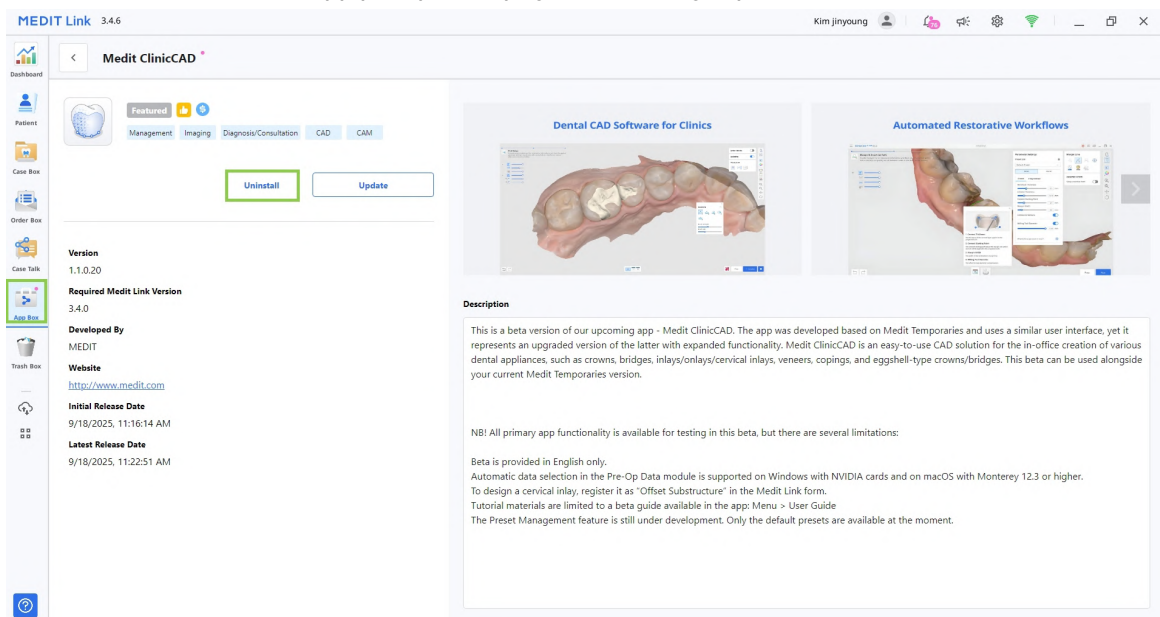 MEDIT Link 3.4.6
Kim jinyoung
76
Dashboard
Patient
Case Box
Order Box
Case Talk
App Box
Trash Box
Medit ClinicCAD *
Featured
Management Imaging Diagnosis/Consultation CAD CAM
Uninstall
Update
Version
1.1.0.20
Required Medit Link Version
3.4.0
Developed By
MEDIT
Website
http://www.medit.com
Initial Release Date
9/18/2025, 11:16:14 AM
Latest Release Date
9/18/2025, 11:22:51 AM
Dental CAD Software for Clinics
Automated Restorative Workflows
Description
This is a beta version of our upcoming app - Medit ClinicCAD. The app was developed based on Medit Temporaries and uses a similar user interface, yet it
represents an upgraded version of the latter with expanded functionality. Medit ClinicCAD is an easy-to-use CAD solution for the in-office creation of various
dental appliances, such as crowns, bridges, inlays/onlays/cervical inlays, veneers, copings, and eggshell-type crowns/bridges. This beta can be used alongside
your current Medit Temporaries version.
NB! All primary app functionality is available for testing in this beta, but there are several limitations:
Beta is provided in English only.
Automatic data selection in the Pre-Op Data module is supported on Windows with NVIDIA cards and on macOS with Monterey 12.3 or higher.
To design a cervical inlay, register it as "Offset Substructure" in the Medit Link form.
Tutorial materials are limited to a beta guide available in the app: Menu > User Guide
The Preset Management feature is still under development. Only the default presets are available at the moment.